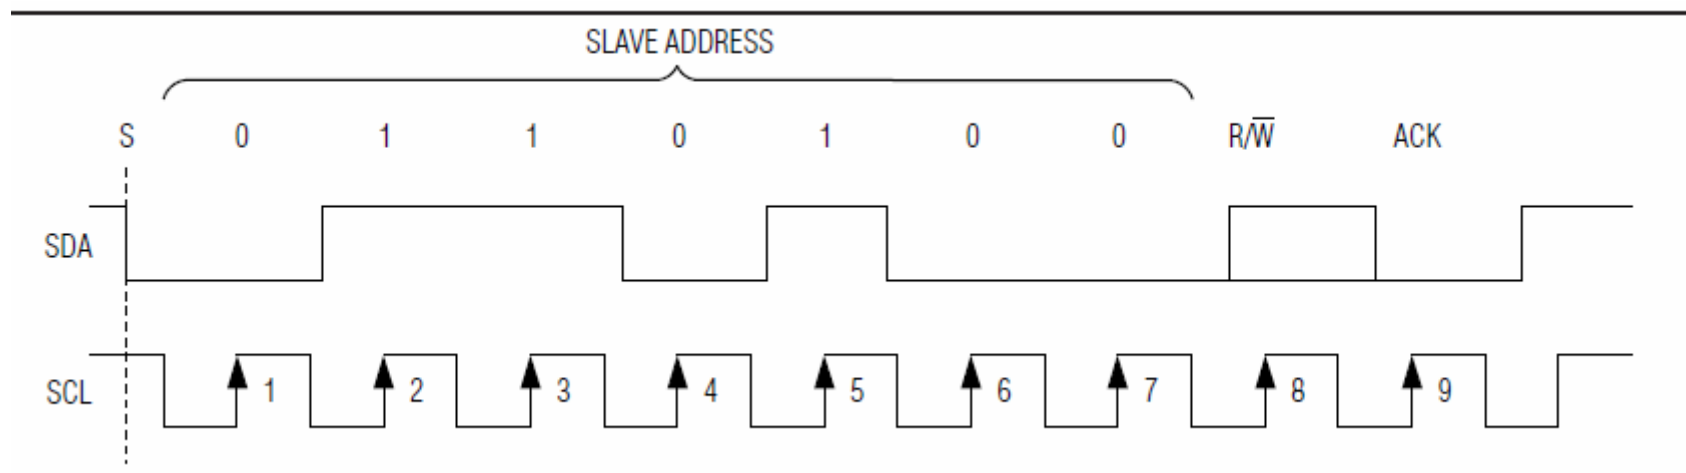 SLAVE ADDRESS
S 0 1 1 0 1 0 0 R/W̅ ACK
SDA
SCL 1 2 3 4 5 6 7 8 9